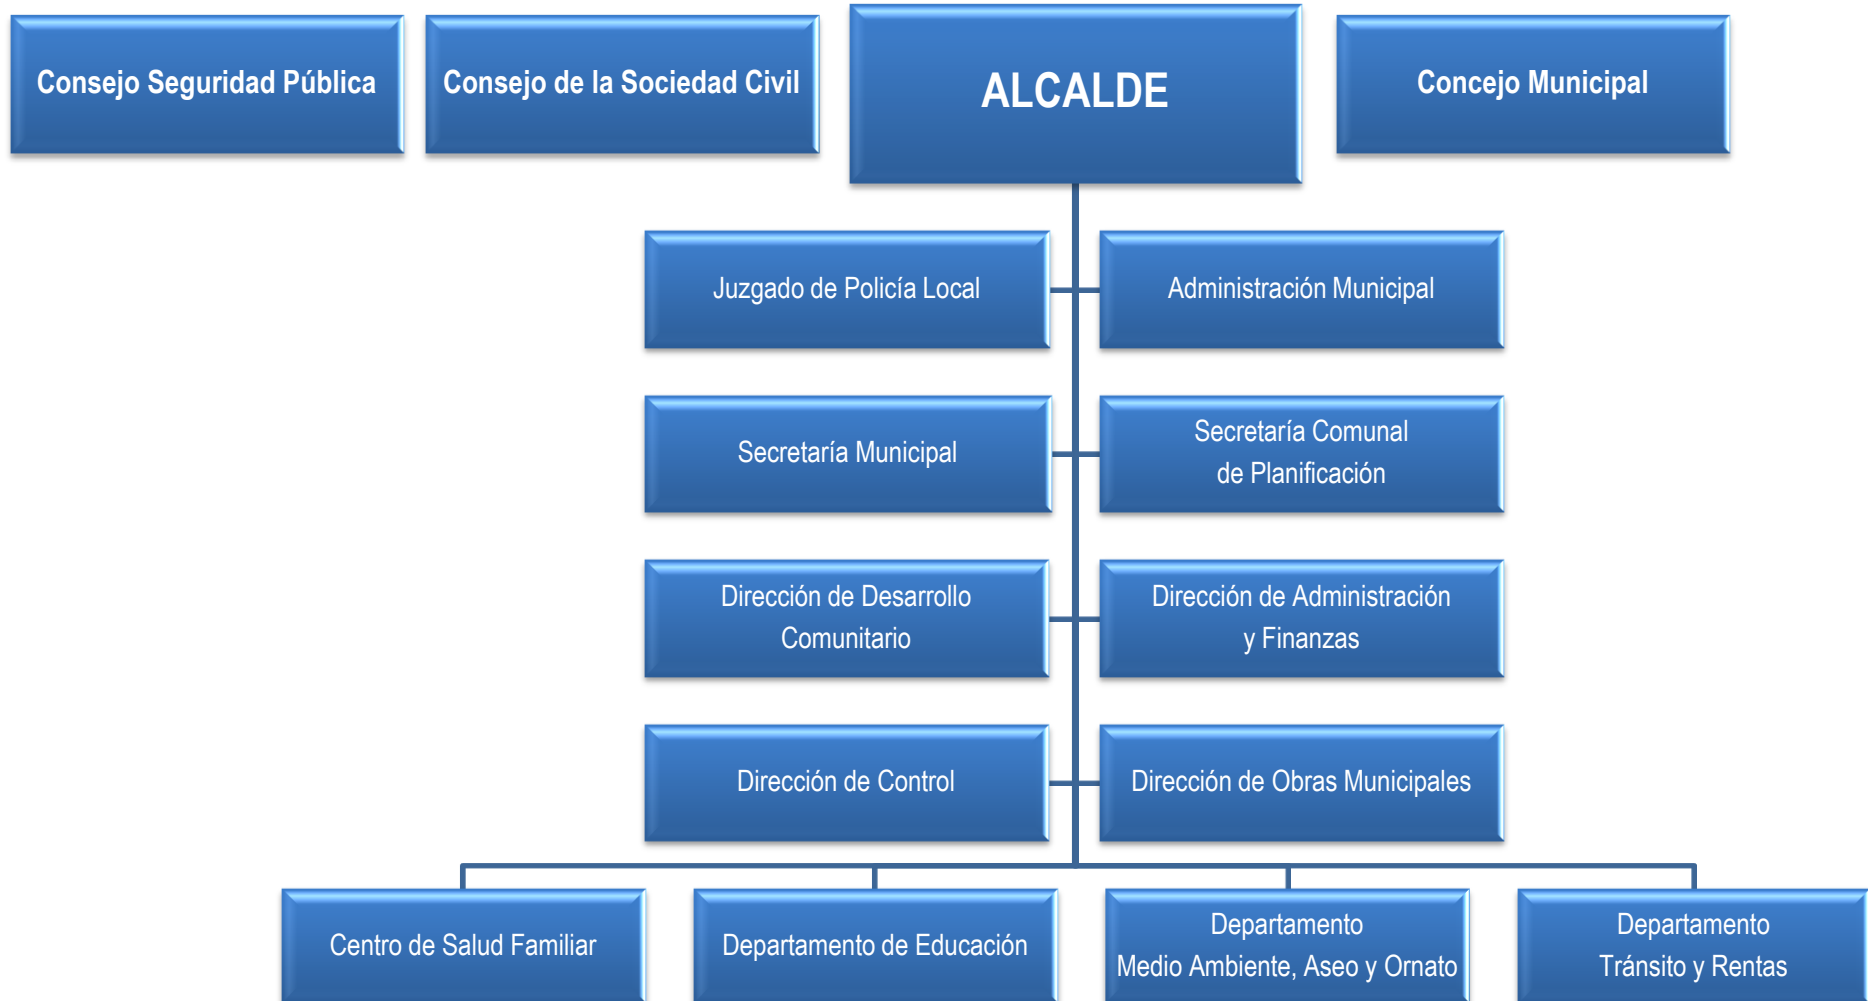 Consejo Seguridad Pública
Consejo de la Sociedad Civil
ALCALDE
Concejo Municipal
Juzgado de Policía Local
Administración Municipal
Secretaría Municipal
Secretaría Comunal
de Planificación
Dirección de Desarrollo
Comunitario
Dirección de Administración
y Finanzas
Dirección de Control
Dirección de Obras Municipales
Centro de Salud Familiar
Departamento de Educación
Departamento
Medio Ambiente, Aseo y Ornato
Departamento
Tránsito y Rentas